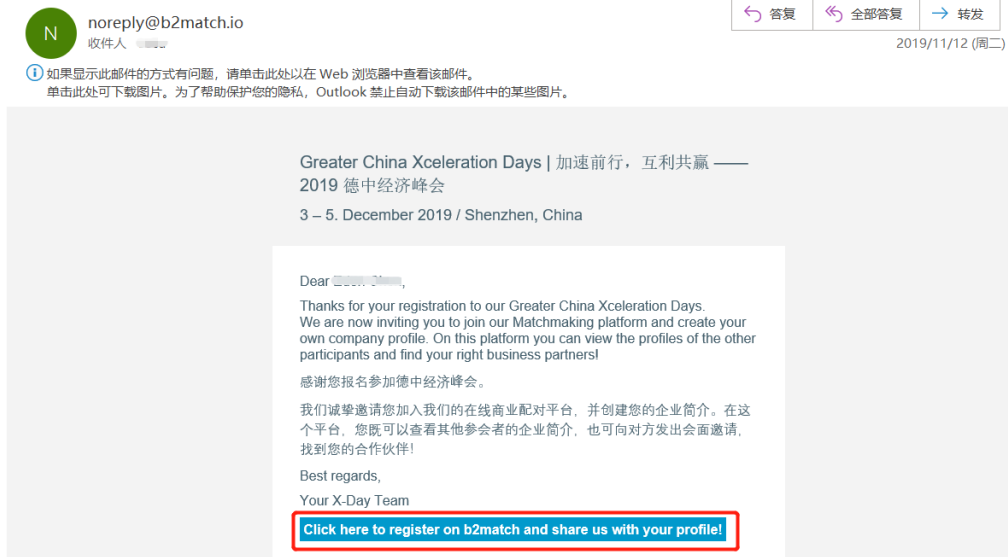 N
noreply@b2match.io
收件人
答复
全部答复
转发
2019/11/12 (周二)
如果显示此邮件的方式有问题，请单击此处以在 Web 浏览器中查看该邮件。
单击此处可下载图片。为了帮助保护您的隐私，Outlook 禁止自动下载该邮件中的某些图片。
Greater China Xceleration Days | 加速前行，互利共赢 ——
2019 德中经济峰会
3 – 5. December 2019 / Shenzhen, China
Dear ,
Thanks for your registration to our Greater China Xceleration Days.
We are now inviting you to join our Matchmaking platform and create your
own company profile. On this platform you can view the profiles of the other
participants and find your right business partners!
感谢您报名参加德中经济峰会。
我们诚挚邀请您加入我们的在线商业配对平台，并创建您的企业简介。在这
个平台，您既可以查看其他参会者的企业简介，也可向对方发出会面邀请，
找到您的合作伙伴！
Best regards,
Your X-Day Team
Click here to register on b2match and share us with your profile!